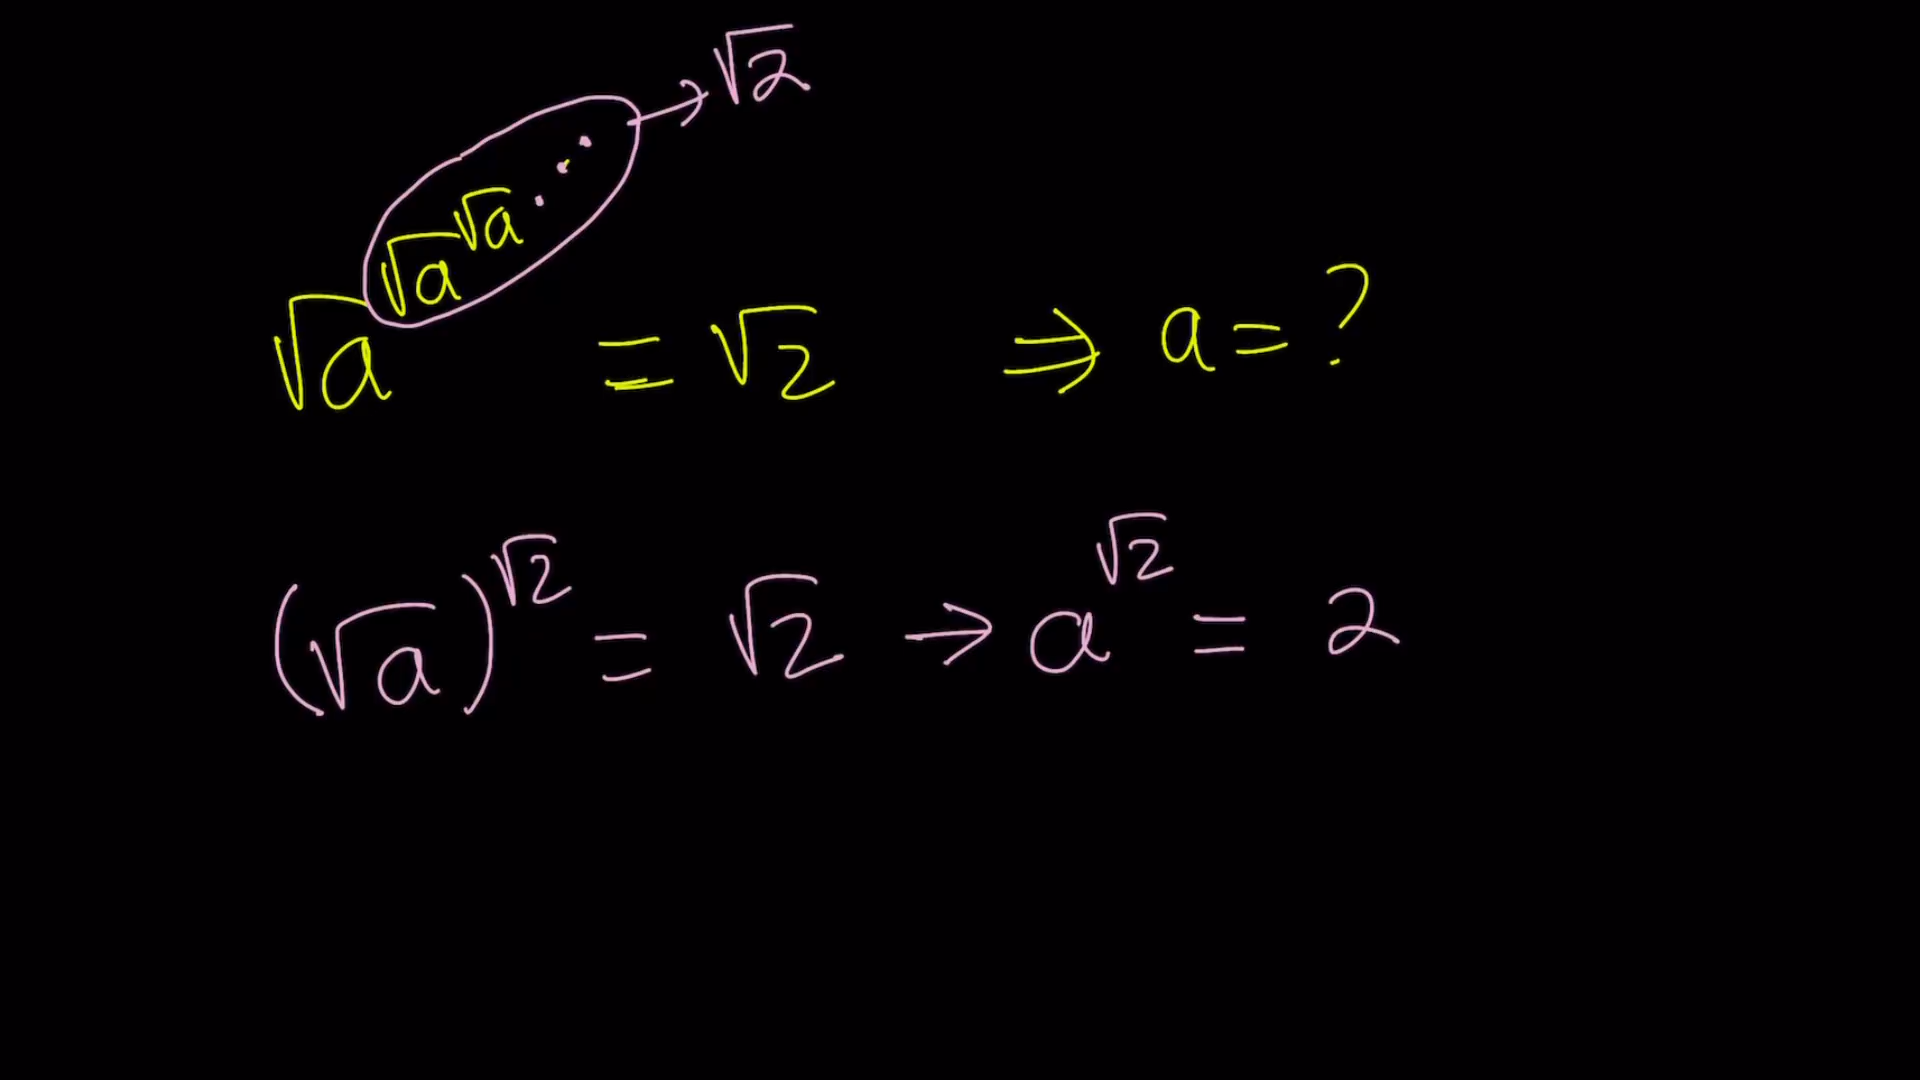 √a^√a^√a^⋰ → √2
= √2 ⇒ a = ?
(√a)^√2 = √2 → a^√2 = 2